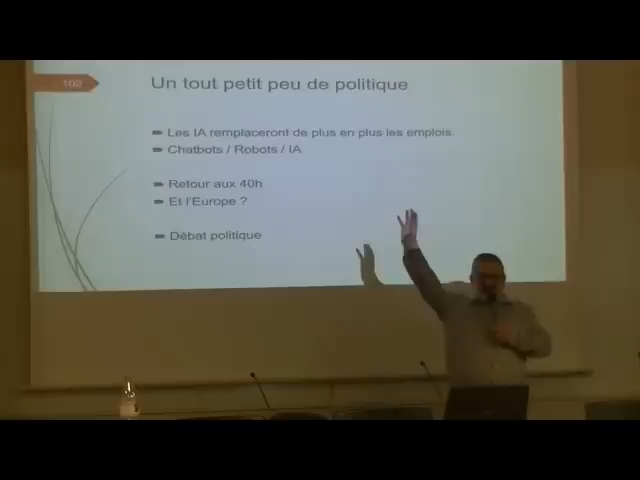 102
Un tout petit peu de politique
Les IA remplaceront de plus en plus les emplois.
Chatbots / Robots / IA
Retour aux 40h
Et l'Europe ?
Débat politique